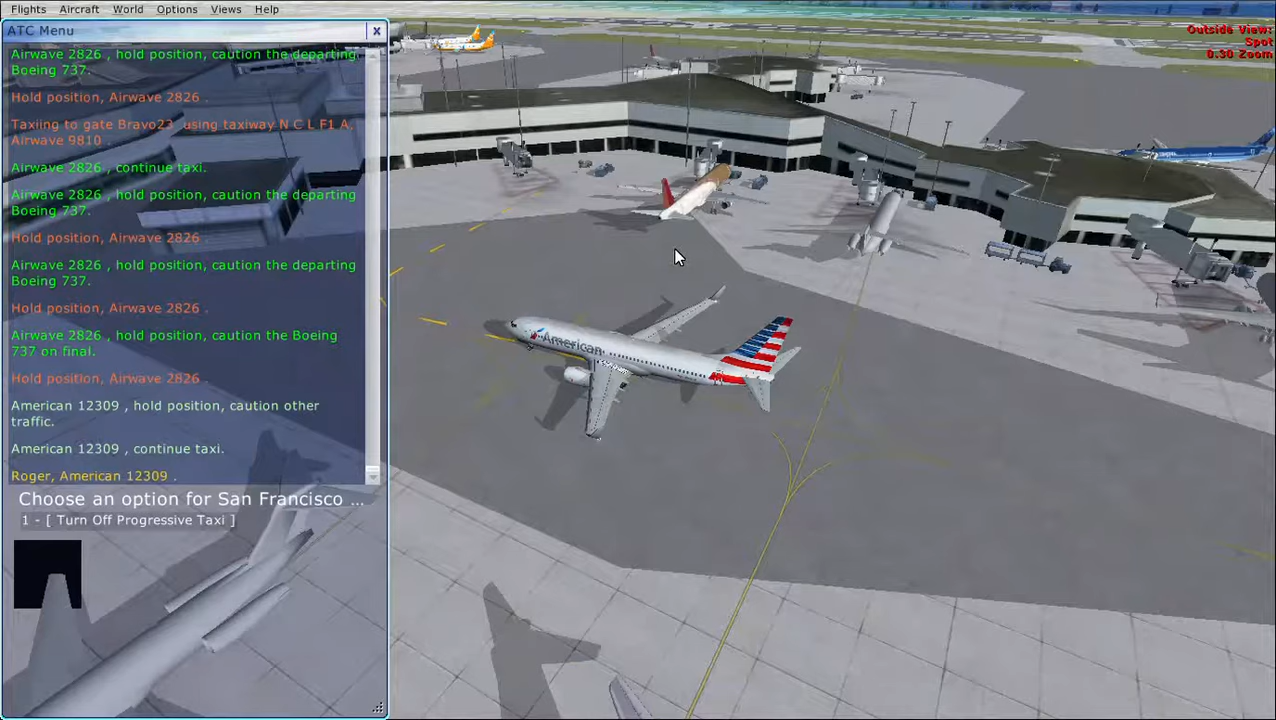 Flights Aircraft World Options Views Help
ATC Menu x
Airwave 2826 , hold position, caution the departing
Boeing 737.
Hold position, Airwave 2826 .
Taxiing to gate Bravo23 using taxiway N C L F1 A,
Airwave 9810 .
Airwave 2826 , continue taxi.
Airwave 2826 , hold position, caution the departing
Boeing 737.
Hold position, Airwave 2826 .
Airwave 2826 , hold position, caution the departing
Boeing 737.
Hold position, Airwave 2826 .
Airwave 2826 , hold position, caution the Boeing
737 on final.
Hold position, Airwave 2826 .
American 12309 , hold position, caution other
traffic.
American 12309 , continue taxi.
Roger, American 12309 .
Choose an option for San Francisco ...
1 - [ Turn Off Progressive Taxi ]
Outside View:
Spot
0.30 Zoom
American